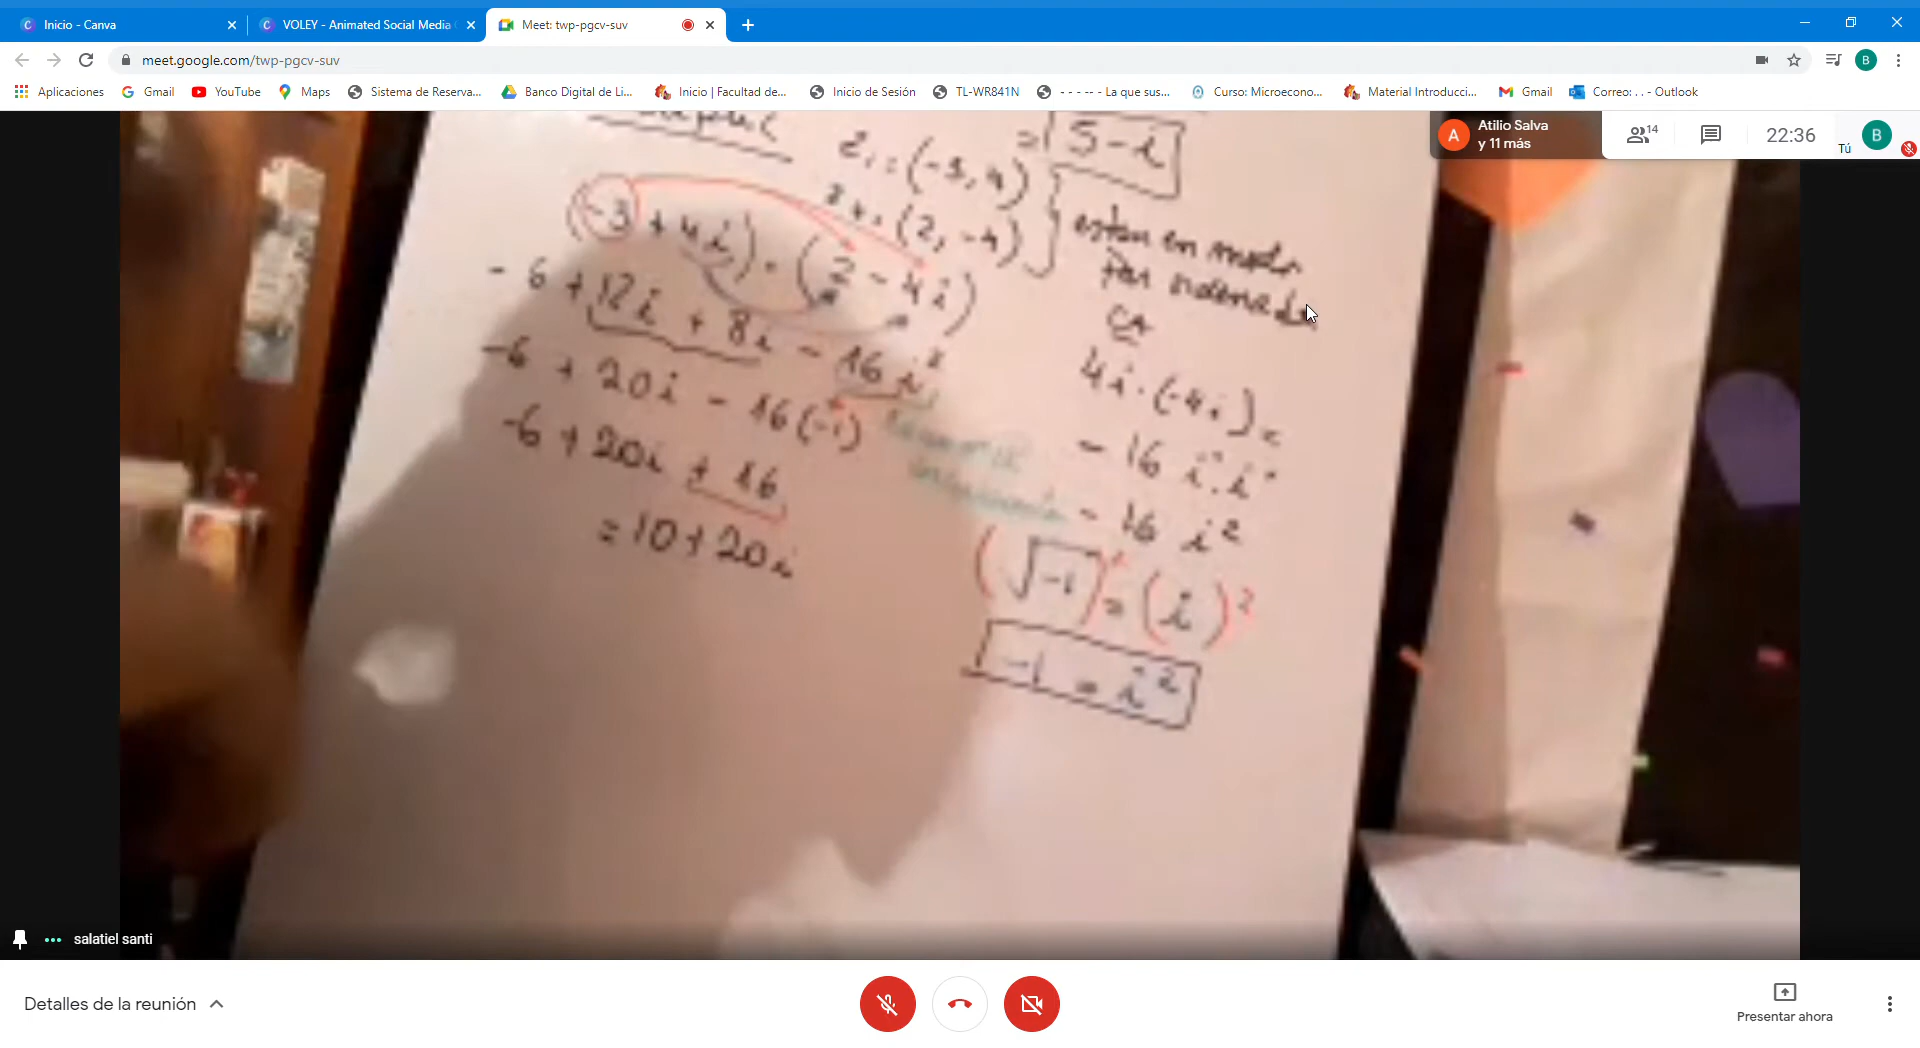 Inicio - Canva
VOLEY - Animated Social Media
Meet: twp-pgcv-suv
meet.google.com/twp-pgcv-suv
B
Aplicaciones
Gmail
YouTube
Maps
Sistema de Reserva...
Banco Digital de Li...
Inicio | Facultad de...
Inicio de Sesión
TL-WR841N
- - - -- - La que sus...
Curso: Microecono...
Material Introducci...
Gmail
Correo: . . - Outlook
A
Atilio Salva
y 11 más
14
22:36
Tú
B
= 5 - i
z₁ = (-3, 4)
= (2, -4)
estan en modo
par ordenado
(-3 + 4i) · (2 - 4i)
- 6 + 12i + 8i - 16 i²
-6 + 20i - 16(-1)
-6 + 20i + 16
= 10 + 20i
CA
4i · (-4i) =
- 16 i · i
- 16 i²
(√-1)² = (i)²
-1 = i²
salatiel santi
Detalles de la reunión
Presentar ahora